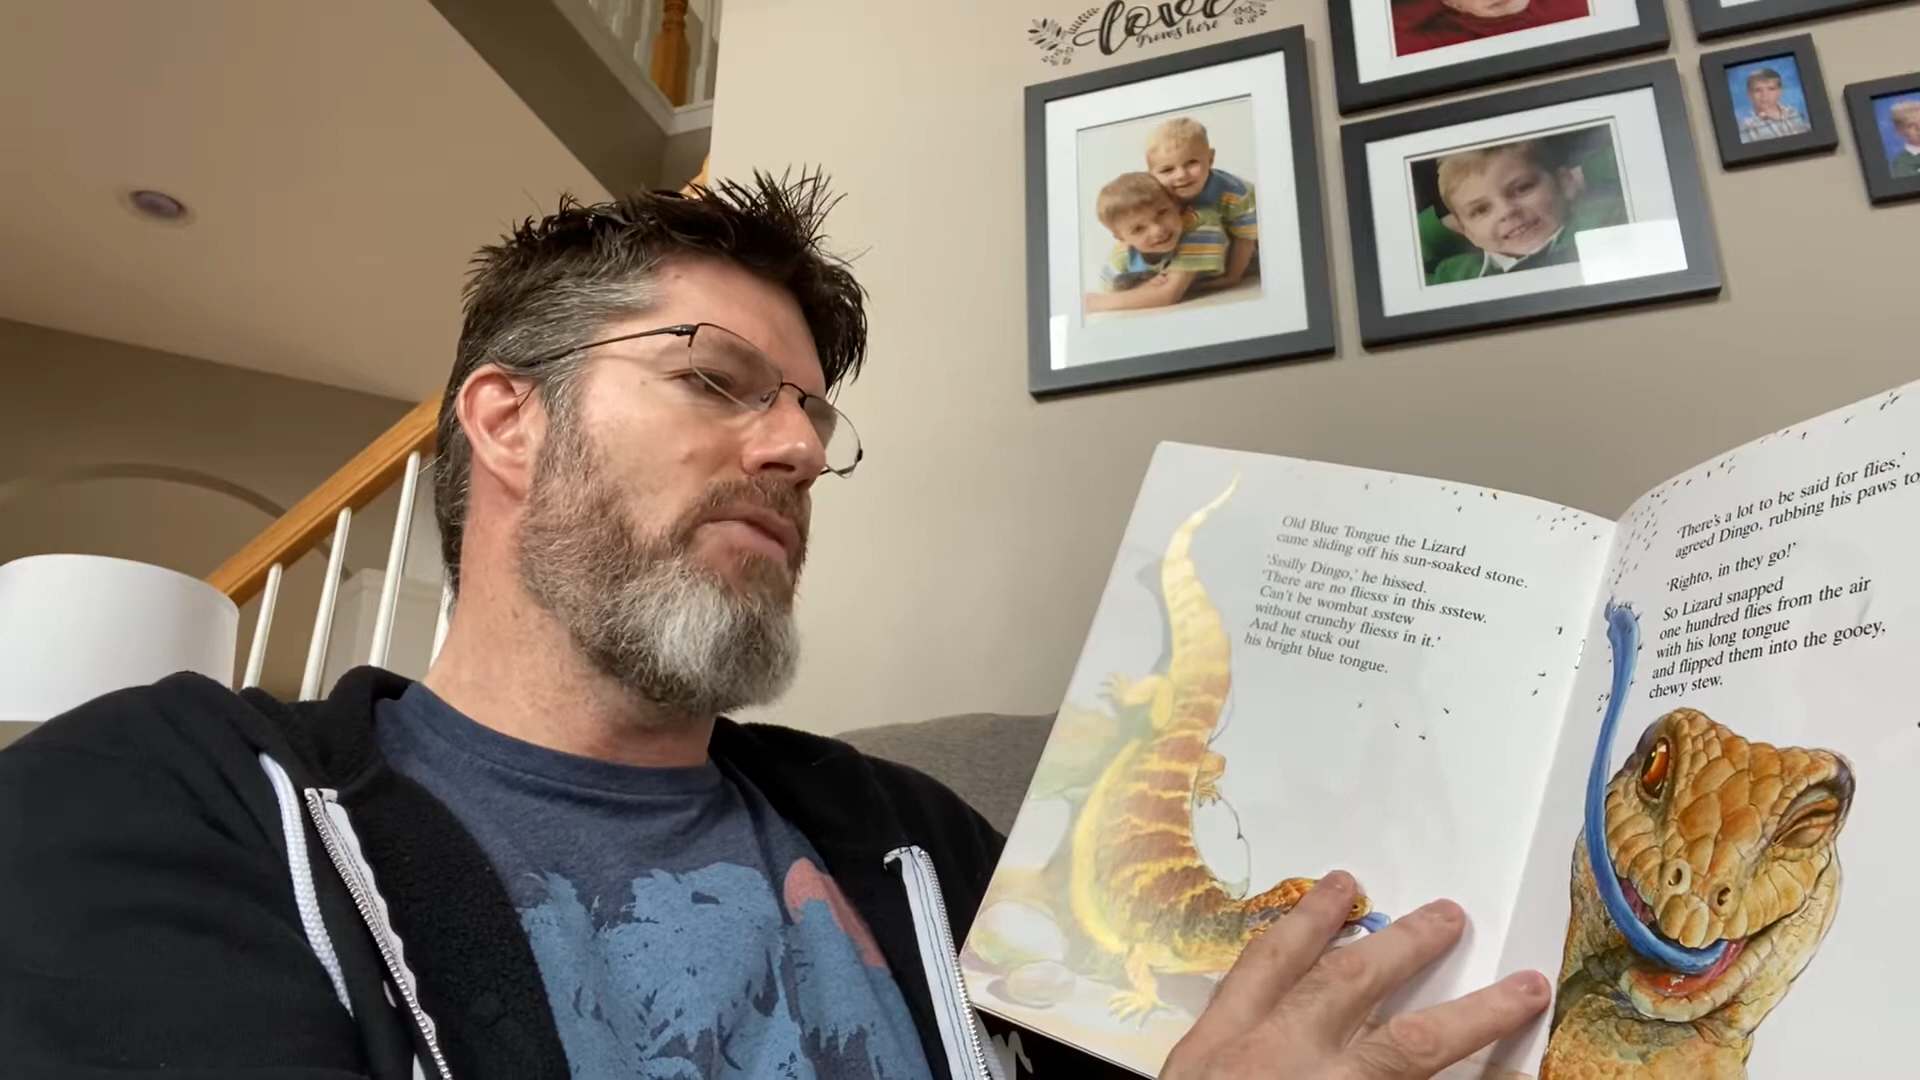 love
grows here
Old Blue Tongue the Lizard
came sliding off his sun-soaked stone.
'Sssilly Dingo,' he hissed.
'There are no fliesss in this ssstew.
Can't be wombat ssstew
without crunchy fliesss in it.'
And he stuck out
his bright blue tongue.
'There's a lot to be said for flies,'
agreed Dingo, rubbing his paws to
'Righto, in they go!'
So Lizard snapped
one hundred flies from the air
with his long tongue
and flipped them into the gooey,
chewy stew.